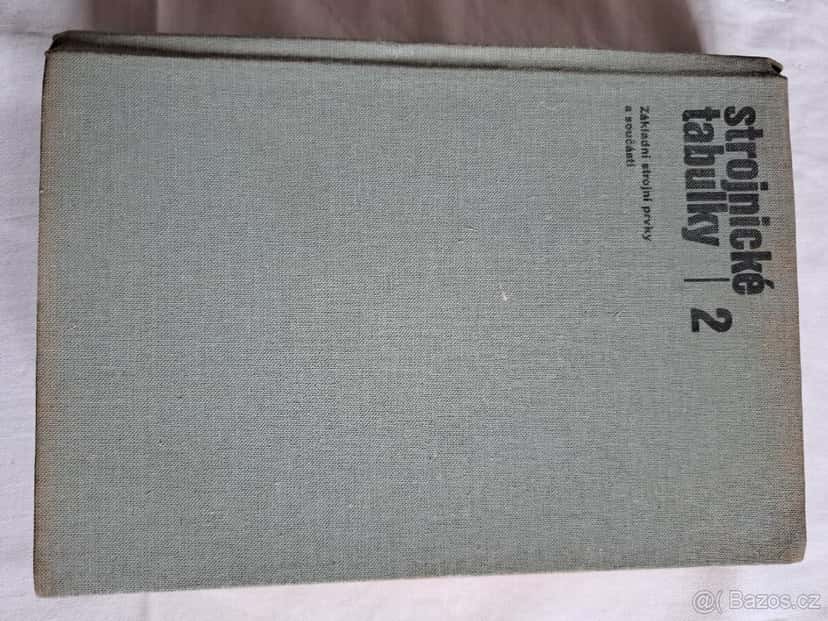 strojnické
tabulky | 2
Základní strojní prvky
a součásti
@( Bazos.cz